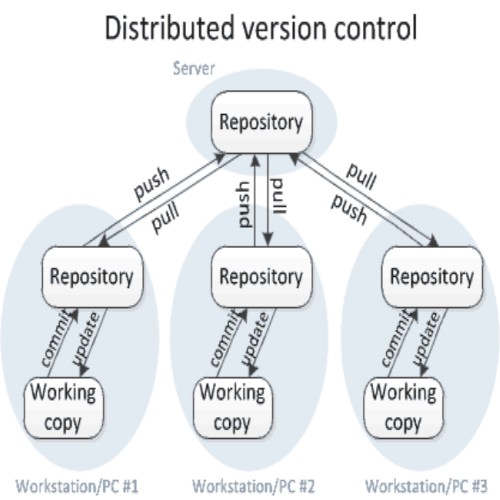 Distributed version control
Server
Repository
push
pull
push
pull
pull
push
Repository
Repository
Repository
commit
update
commit
update
commit
update
Working
copy
Working
copy
Working
copy
Workstation/PC #1
Workstation/PC #2
Workstation/PC #3